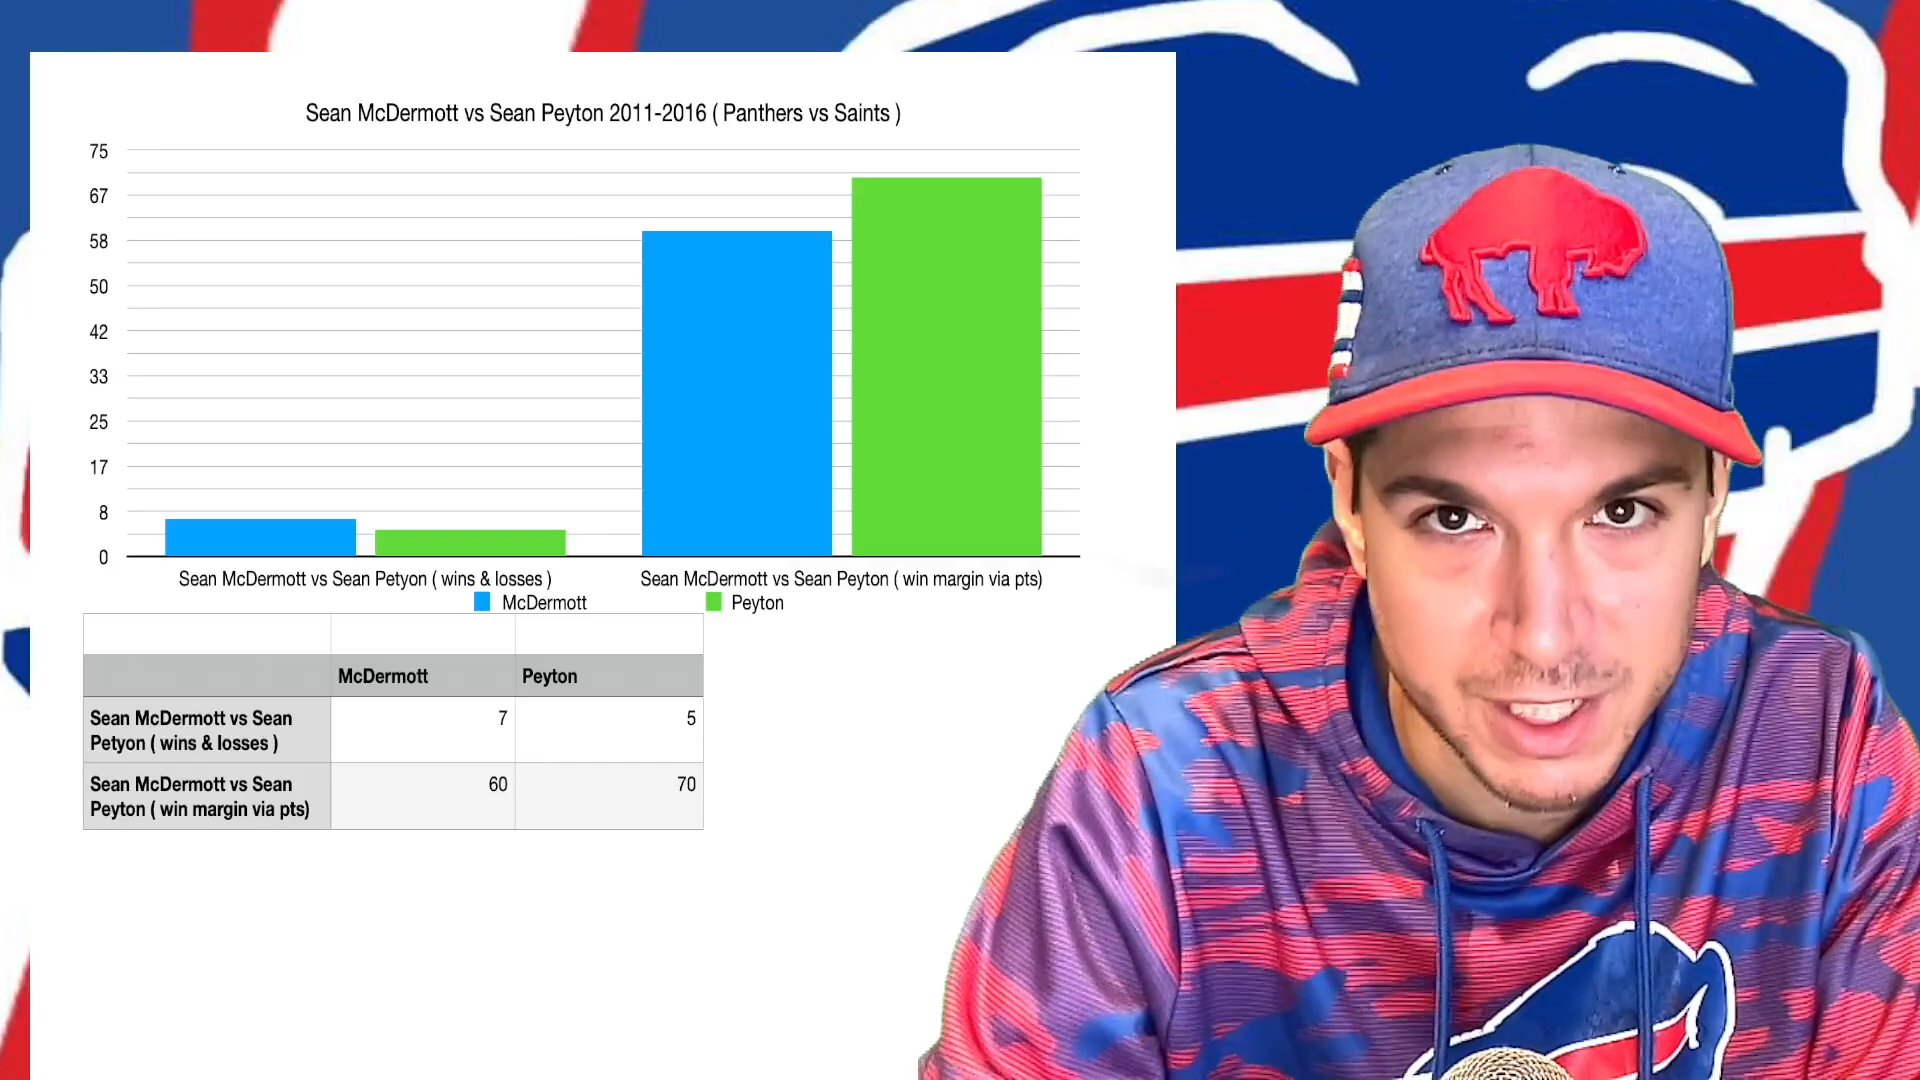 Sean McDermott vs Sean Peyton 2011-2016 ( Panthers vs Saints )
75
67
58
50
42
33
25
17
8
0
Sean McDermott vs Sean Petyon ( wins & losses )
Sean McDermott vs Sean Peyton ( win margin via pts)
McDermott
Peyton
McDermott
Peyton
Sean McDermott vs Sean
Petyon ( wins & losses )
7
5
Sean McDermott vs Sean
Peyton ( win margin via pts)
60
70